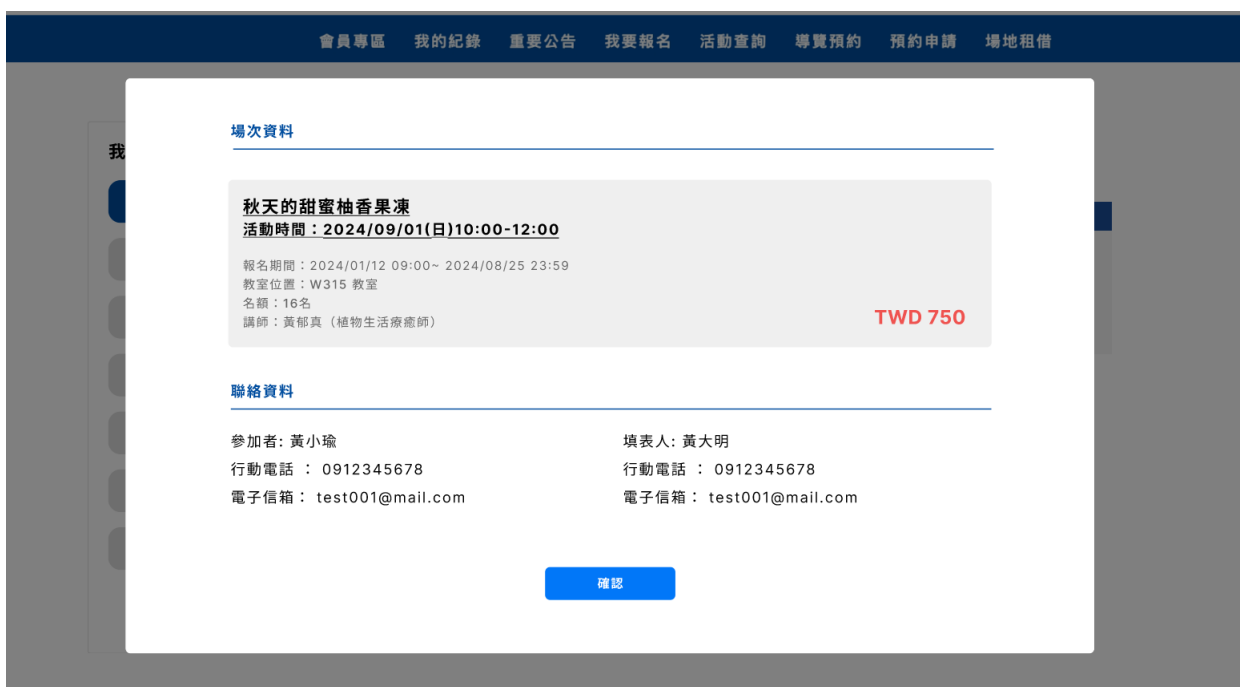 會員專區 我的紀錄 重要公告 我要報名 活動查詢 導覽預約 預約申請 場地租借
我
場次資料
秋天的甜蜜柚香果凍
活動時間：2024/09/01(日)10:00-12:00
報名期間：2024/01/12 09:00~ 2024/08/25 23:59
教室位置：W315 教室
名額：16名
講師：黃郁真（植物生活療癒師）
TWD 750
聯絡資料
參加者: 黃小瑜
行動電話 ： 0912345678
電子信箱： test001@mail.com
填表人: 黃大明
行動電話 ： 0912345678
電子信箱： test001@mail.com
確認